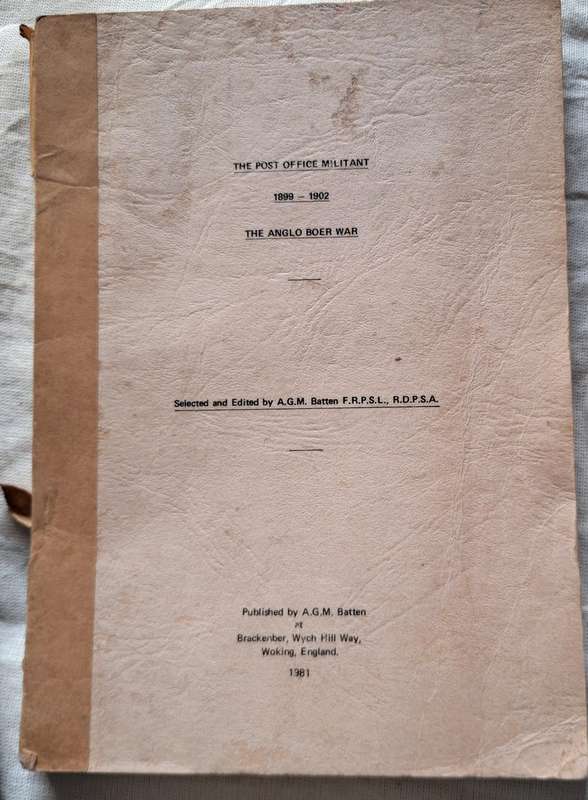 THE POST OFFICE MILITANT
1899 – 1902
THE ANGLO BOER WAR
Selected and Edited by A.G.M. Batten F.R.P.S.L., R.D.P.S.A.
Published by A.G.M. Batten
at
Brackenber, Wych Hill Way,
Woking, England.
1981